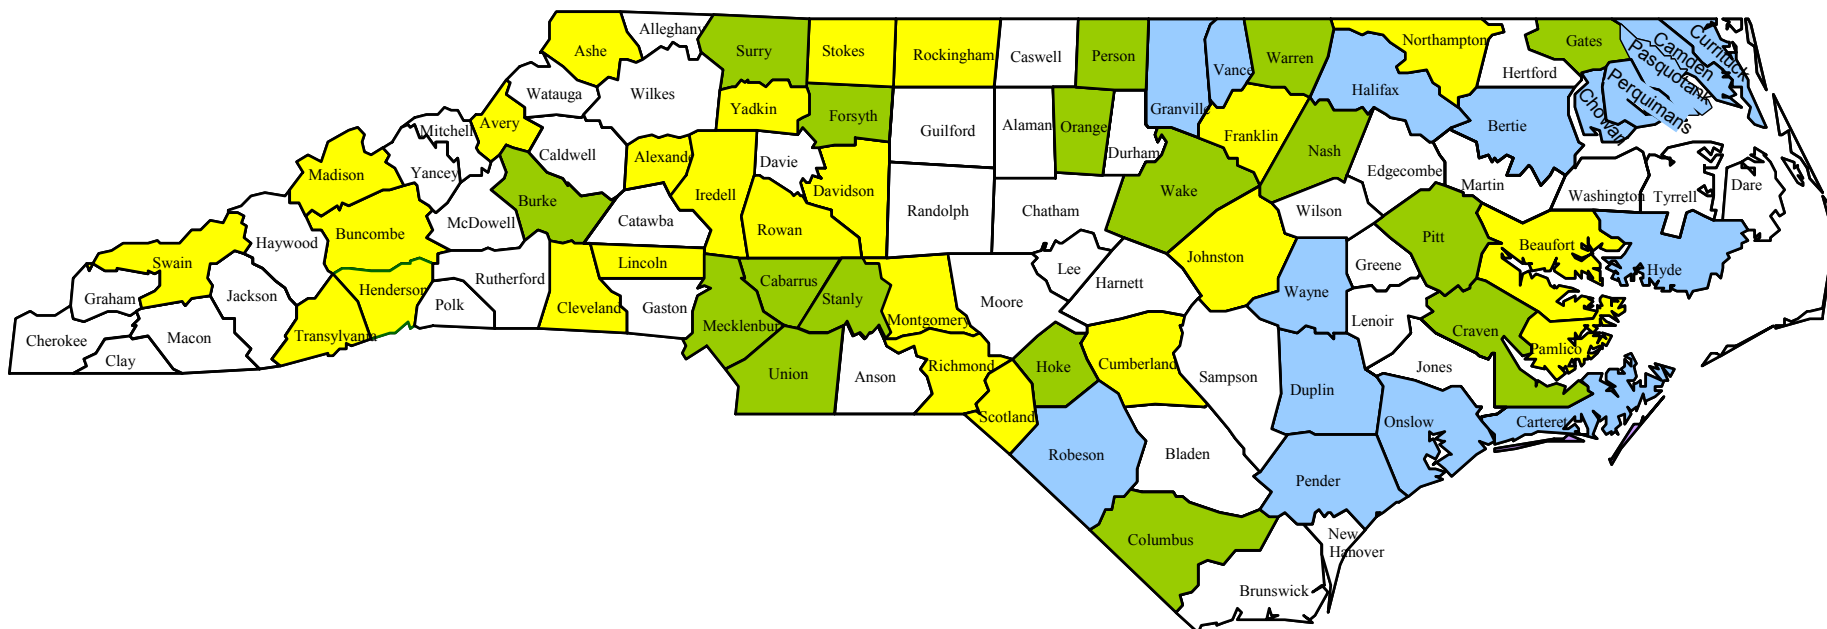 Alleghany
Ashe
Surry
Stokes
Rockingham
Caswell
Person
Granville
Vance
Warren
Northampton
Hertford
Gates
Currituck
Camden
Pasquotank
Perquiman's
Chowan
Watauga
Wilkes
Yadkin
Forsyth
Guilford
Alaman
Orange
Durham
Franklin
Halifax
Bertie
Mitchell
Avery
Caldwell
Alexande
Davie
Nash
Edgecombe
Martin
Washington
Tyrrell
Dare
Madison
Yancey
Burke
Iredell
Davidson
Randolph
Chatham
Wake
Wilson
McDowell
Catawba
Rowan
Pitt
Beaufort
Hyde
Haywood
Buncombe
Swain
Lincoln
Johnston
Greene
Graham
Jackson
Henderson
Rutherford
Polk
Cleveland
Gaston
Cabarrus
Stanly
Lee
Moore
Harnett
Wayne
Lenoir
Craven
Cherokee
Clay
Macon
Transylvania
Mecklenbur
Montgomery
Pamlico
Union
Anson
Richmond
Hoke
Cumberland
Sampson
Duplin
Jones
Scotland
Onslow
Carteret
Robeson
Bladen
Pender
Columbus
New
Hanover
Brunswick